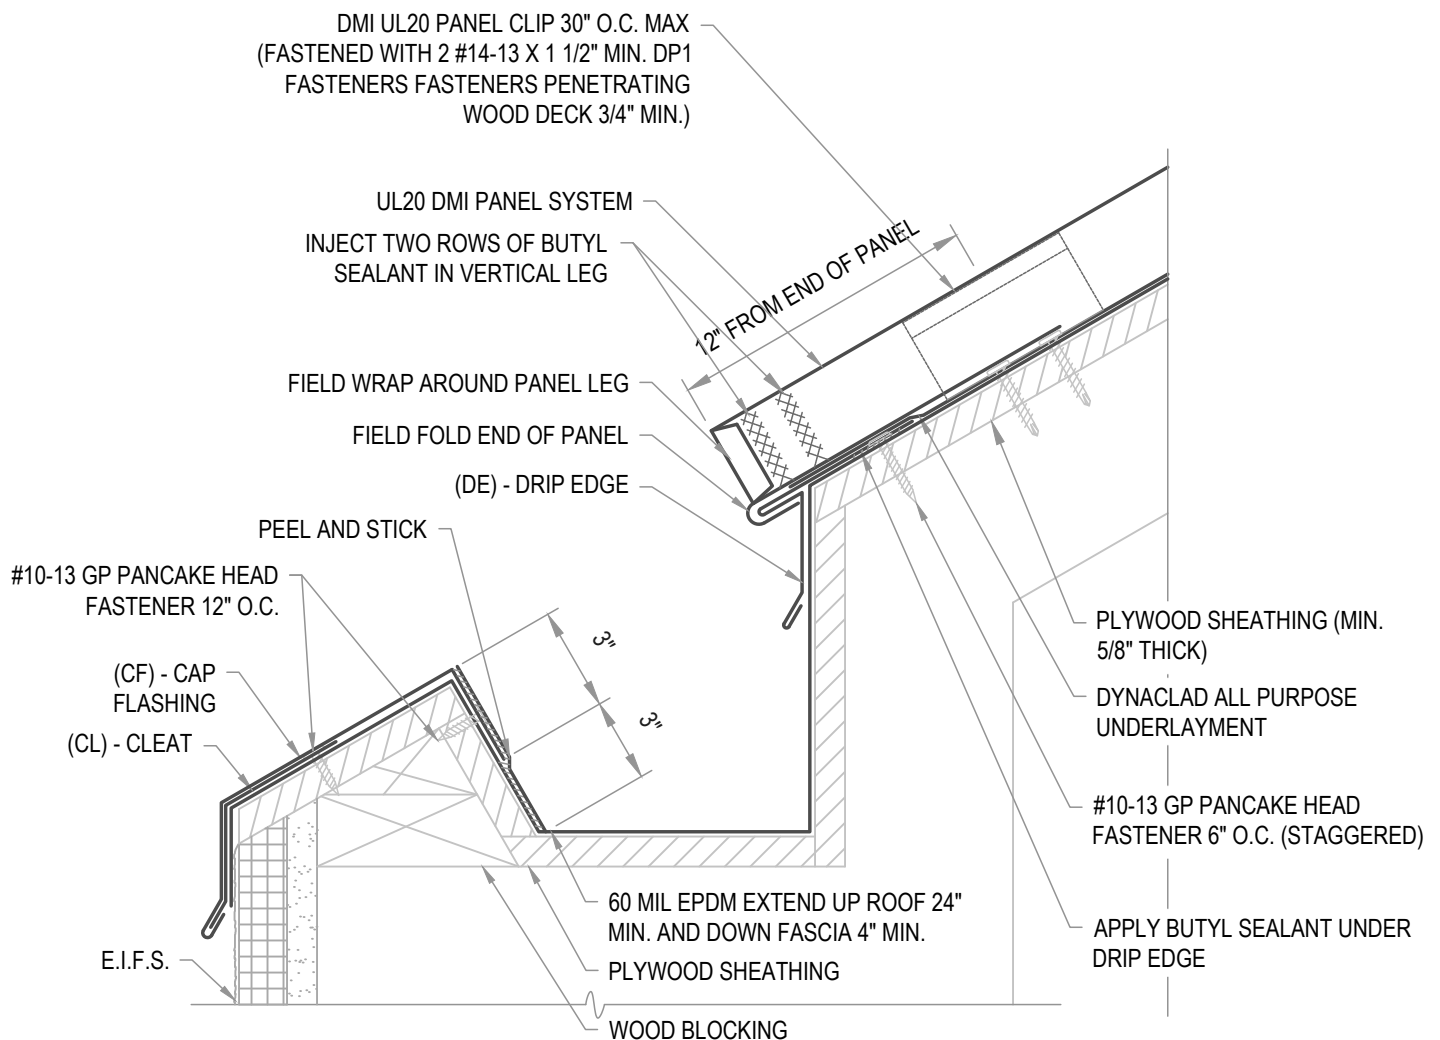 DMI UL20 PANEL CLIP 30" O.C. MAX
(FASTENED WITH 2 #14-13 X 1 1/2" MIN. DP1
FASTENERS FASTENERS PENETRATING
WOOD DECK 3/4" MIN.)
UL20 DMI PANEL SYSTEM
INJECT TWO ROWS OF BUTYL
SEALANT IN VERTICAL LEG
12" FROM END OF PANEL
FIELD WRAP AROUND PANEL LEG
FIELD FOLD END OF PANEL
(DE) - DRIP EDGE
PEEL AND STICK
#10-13 GP PANCAKE HEAD
FASTENER 12" O.C.
3"
3"
(CF) - CAP
FLASHING
(CL) - CLEAT
E.I.F.S.
PLYWOOD SHEATHING (MIN.
5/8" THICK)
DYNACLAD ALL PURPOSE
UNDERLAYMENT
#10-13 GP PANCAKE HEAD
FASTENER 6" O.C. (STAGGERED)
APPLY BUTYL SEALANT UNDER
DRIP EDGE
60 MIL EPDM EXTEND UP ROOF 24"
MIN. AND DOWN FASCIA 4" MIN.
PLYWOOD SHEATHING
WOOD BLOCKING